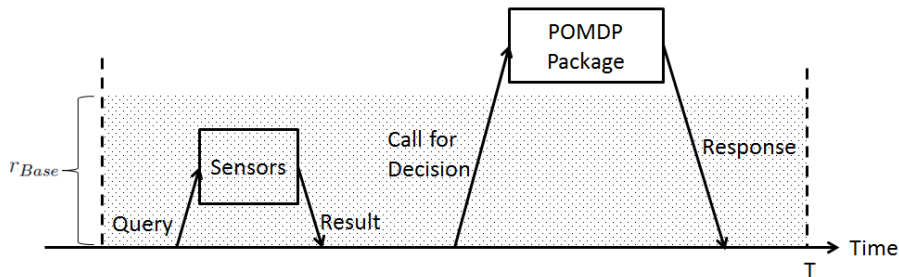 POMDP
Package
r_Base
Call for
Decision
Response
Sensors
Query
Result
Time
T